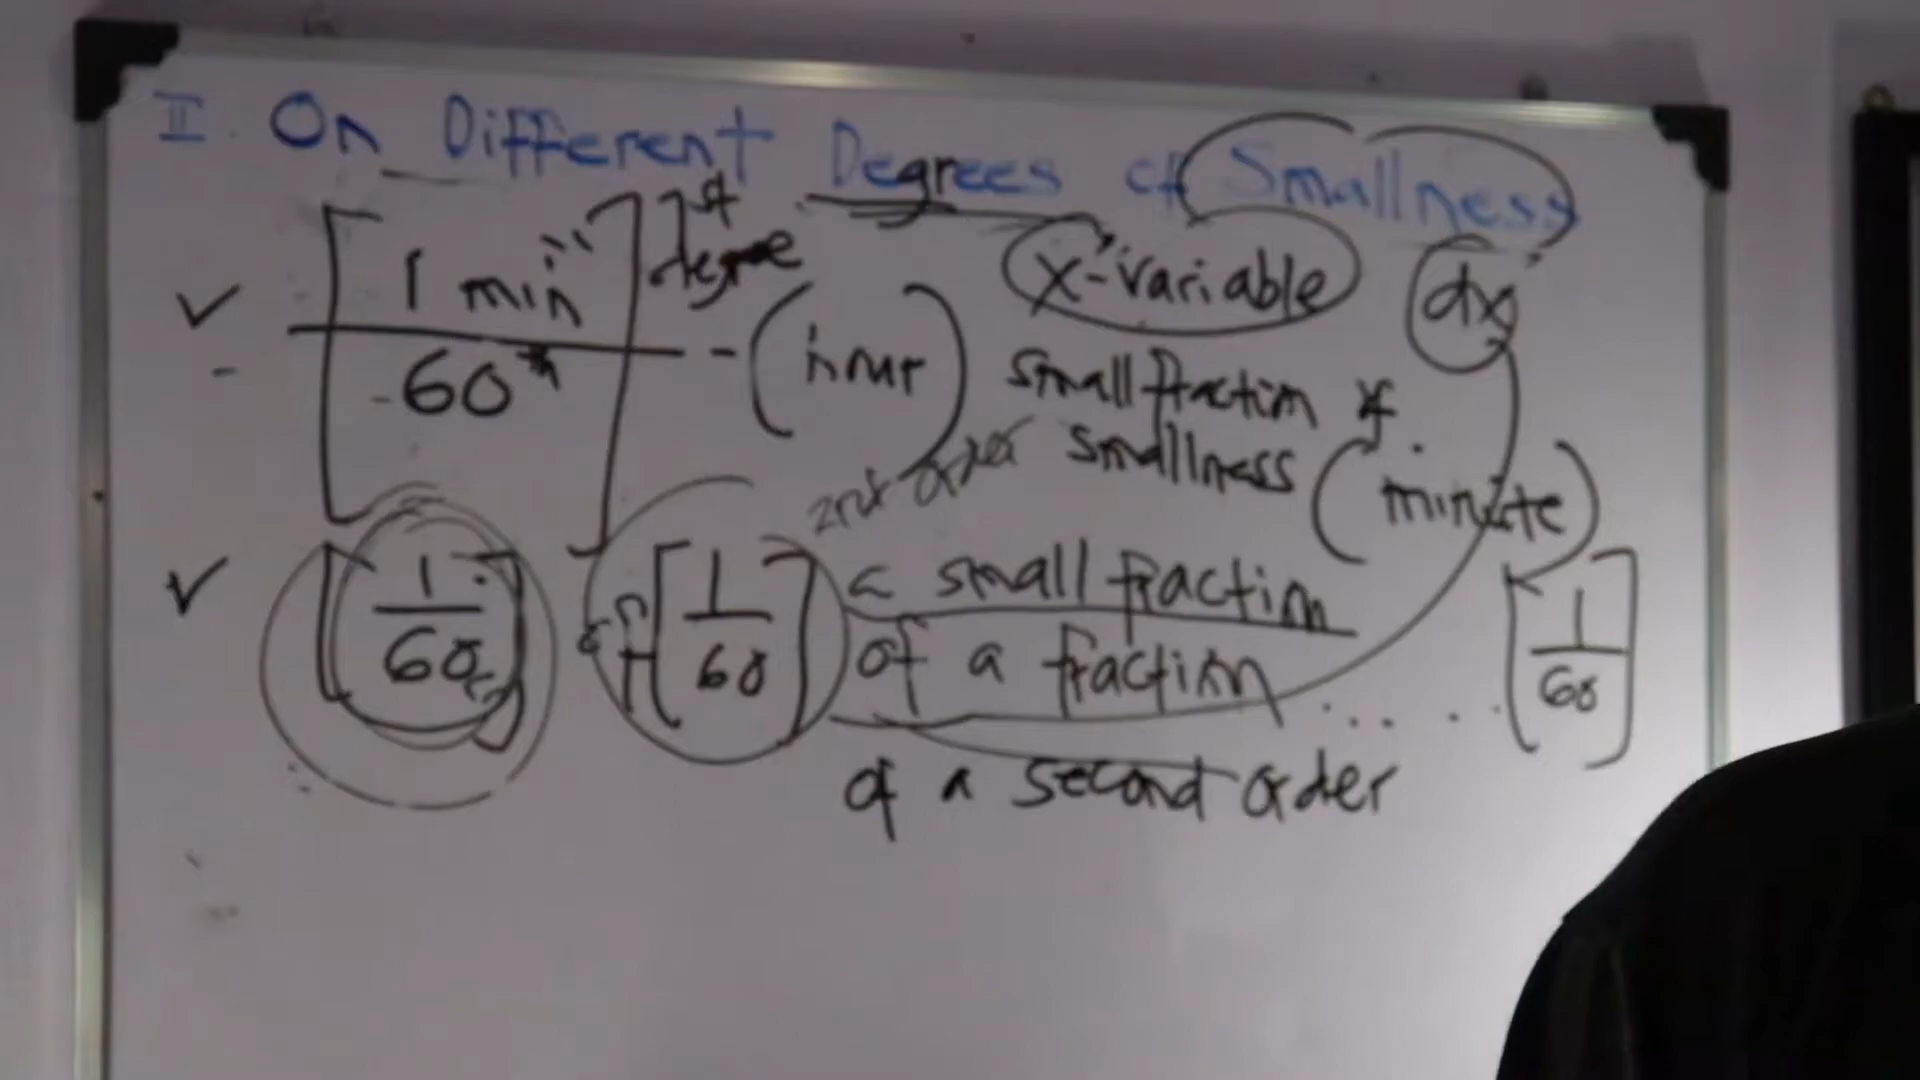 II. On Different Degrees of Smallness
1st degree
x-variable
dx
1 min
60th
(hour)
small fraction of
smallness
(minute)
2nd order
[1/60] of [1/60]
a small fraction
of a fraction ..... [1/60]
of a second order